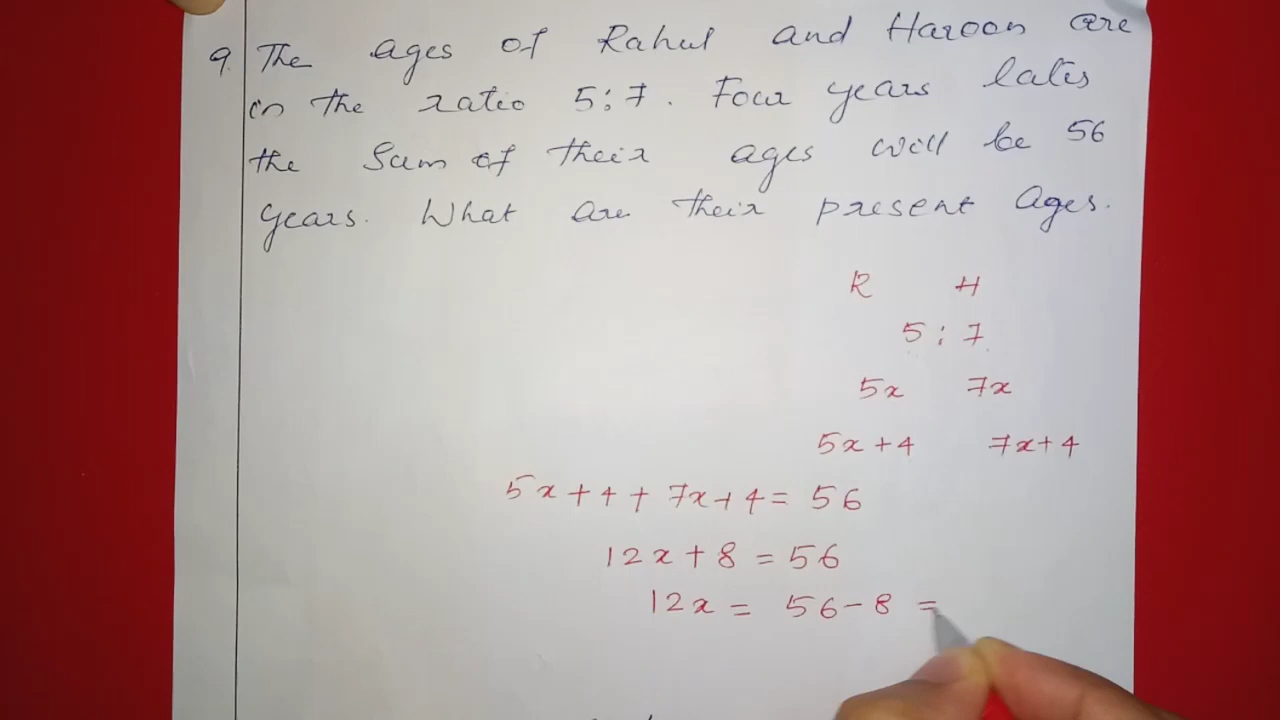 9. The ages of Rahul and Haroon are
in the ratio 5:7. Four years later
the Sum of their ages will be 56
years. What are their present Ages.
R H
5 : 7
5x 7x
5x+4 7x+4
5x+4+7x+4=56
12x+8=56
12x= 56-8 =